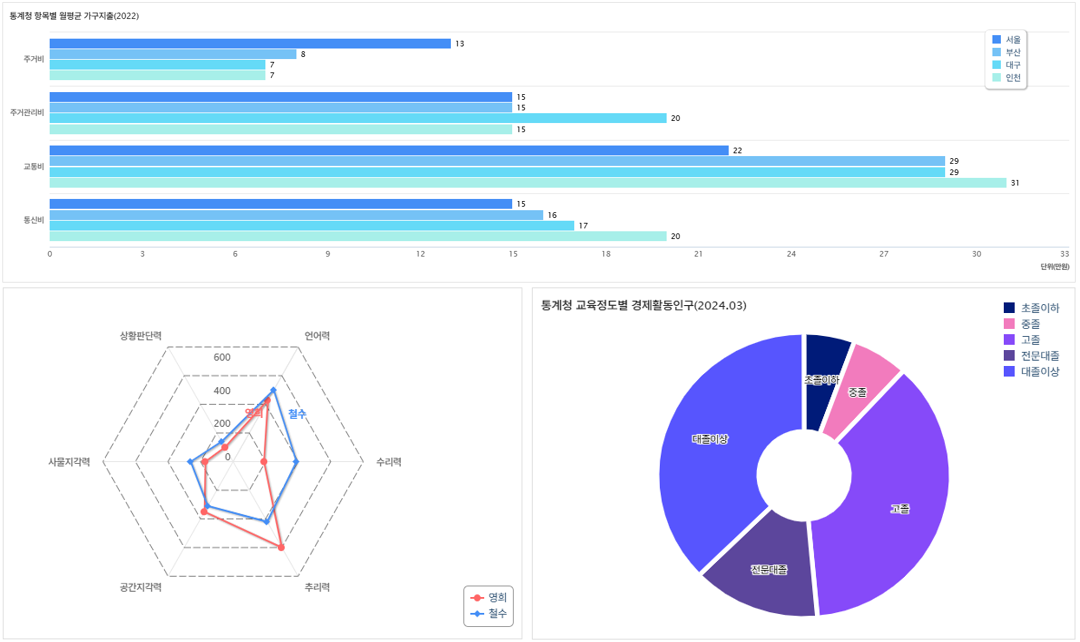 통계청 항목별 월평균 가구지출(2022)
서울
부산
대구
인천
주거비
13
8
7
7
주거관리비
15
15
20
15
교통비
22
29
29
31
통신비
15
16
17
20
0 3 6 9 12 15 18 21 24 27 30 33
단위(만원)
상황판단력 언어력
600
400
200
0
영희 철수
사물지각력 수리력
공간지각력 추리력
영희
철수
통계청 교육정도별 경제활동인구(2024.03)
초졸이하
중졸
고졸
전문대졸
대졸이상
초졸이하
중졸
대졸이상
고졸
전문대졸